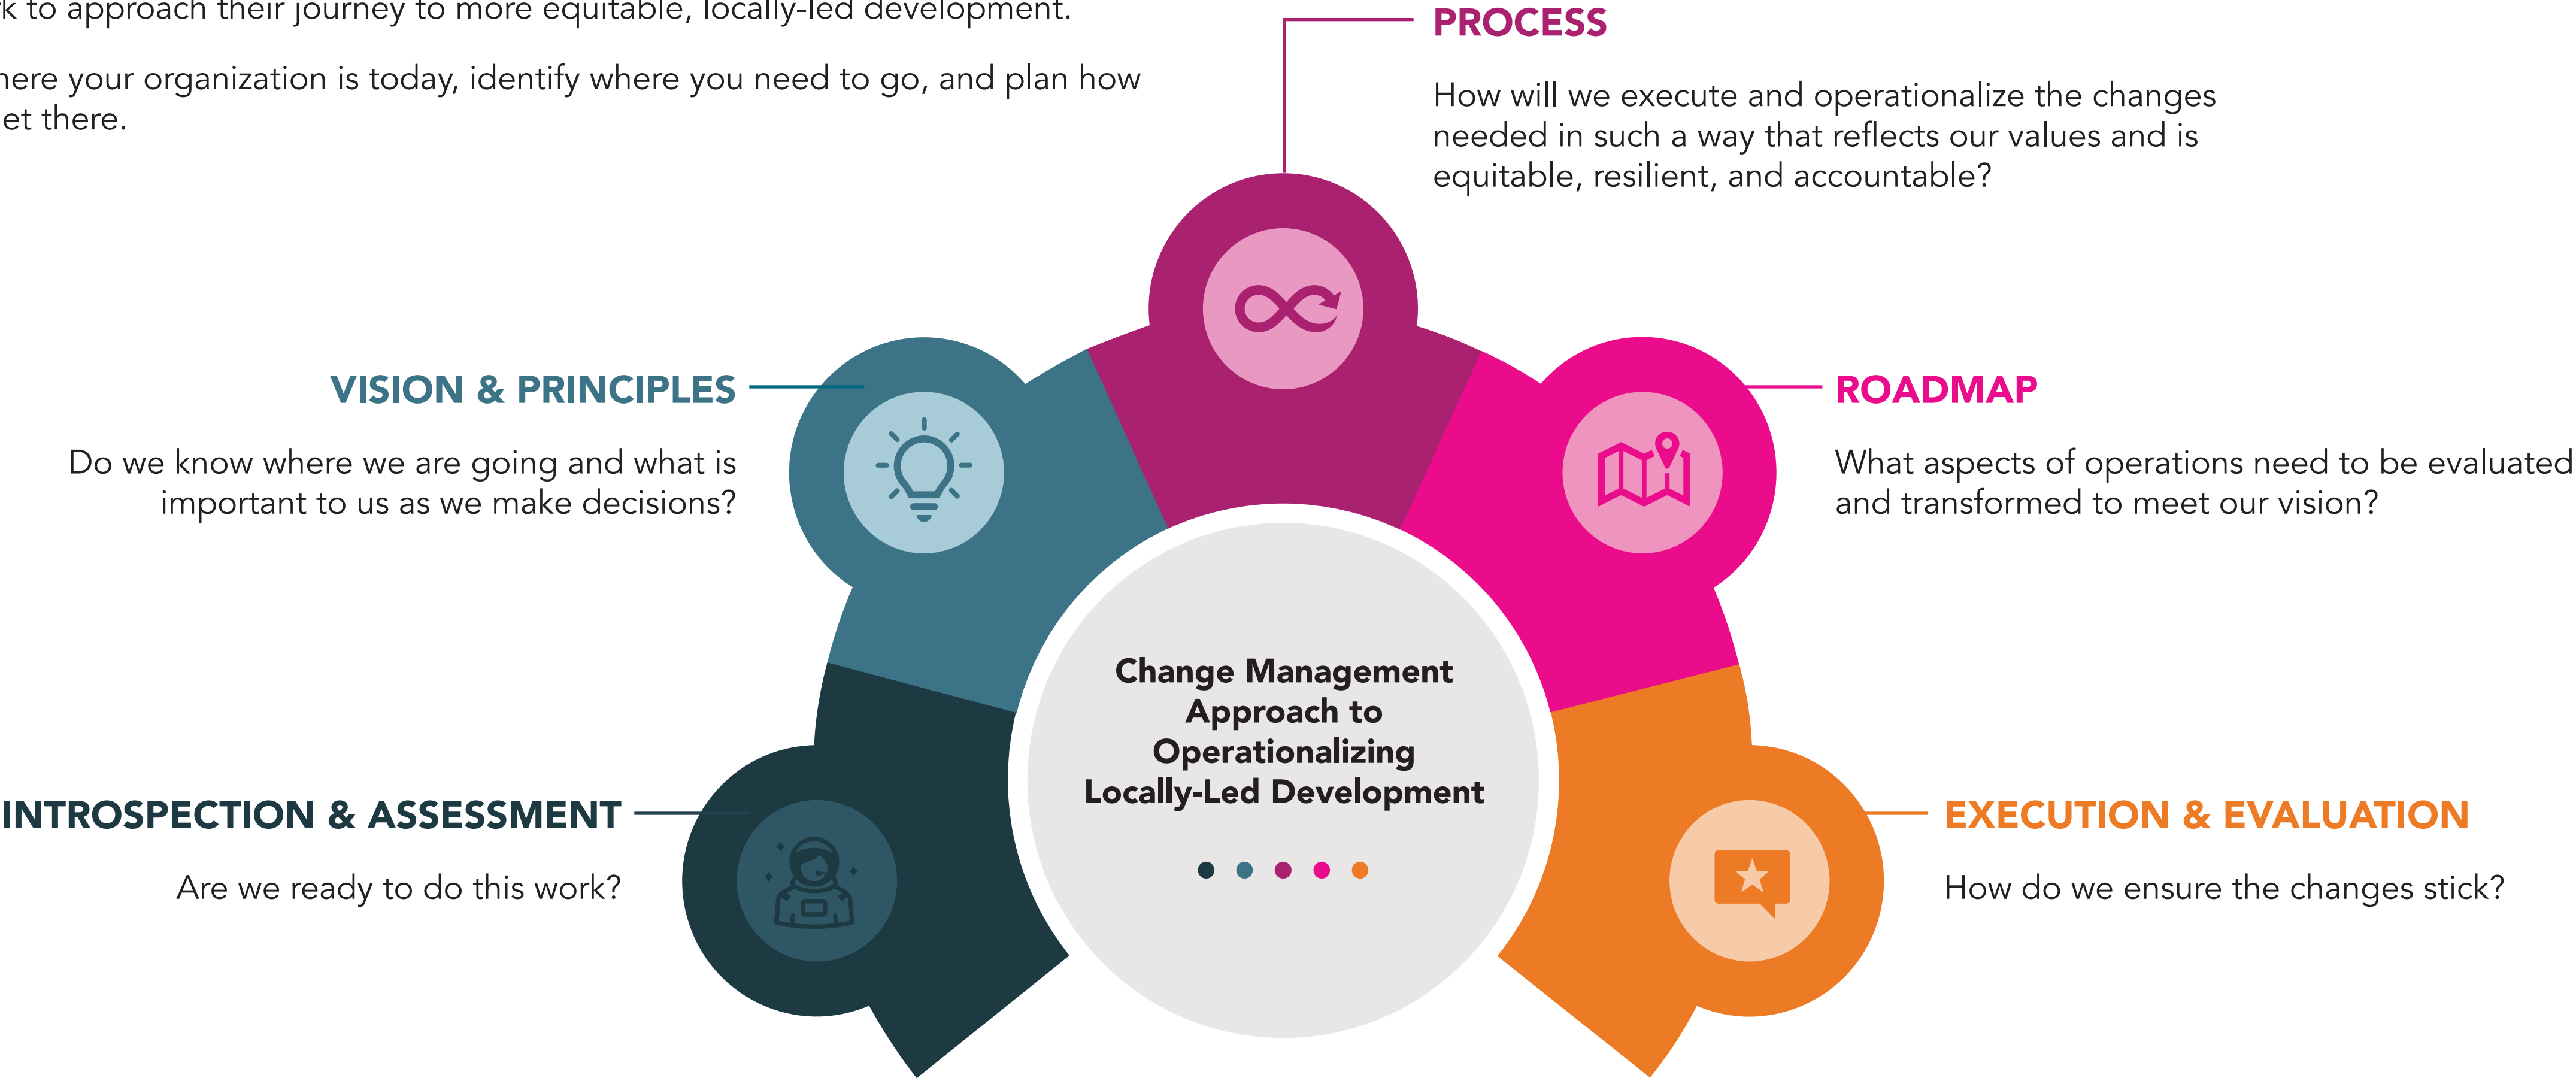 to approach their journey to more equitable, locally-led development.
your organization is today, identify where you need to go, and plan how
there.
PROCESS
How will we execute and operationalize the changes
needed in such a way that reflects our values and is
equitable, resilient, and accountable?
VISION & PRINCIPLES
Do we know where we are going and what is
important to us as we make decisions?
ROADMAP
What aspects of operations need to be evaluated
and transformed to meet our vision?
Change Management
Approach to
Operationalizing
Locally-Led Development
INTROSPECTION & ASSESSMENT
Are we ready to do this work?
EXECUTION & EVALUATION
How do we ensure the changes stick?